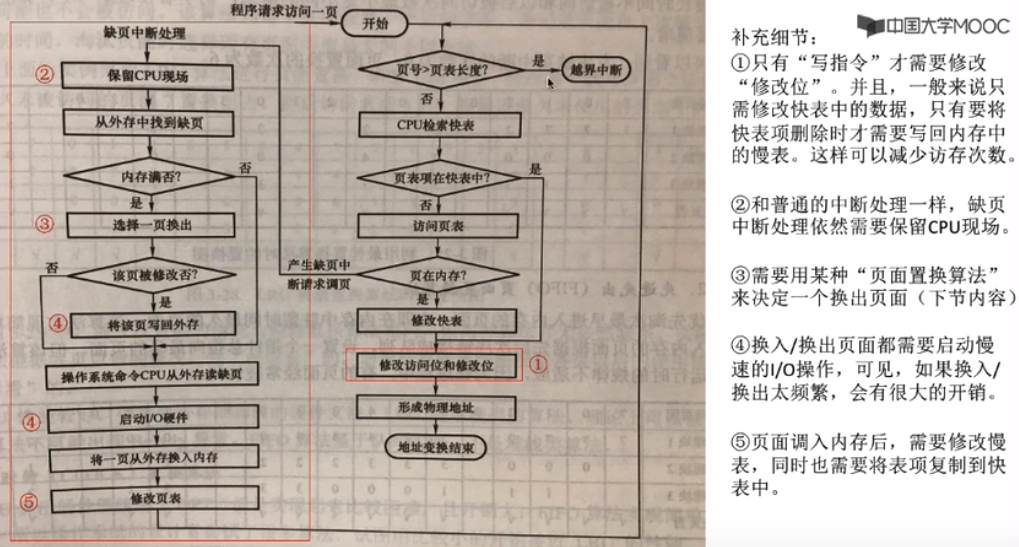 程序请求访问一页
开始
缺页中断处理
②
保留CPU现场
从外存中找到缺页
内存满否?
否
是
③
选择一页换出
该页被修改否?
否
是
④
将该页写回外存
操作系统命令CPU从外存读缺页
④
启动I/O硬件
将一页从外存换入内存
⑤
修改页表
页号>页表长度?
是
越界中断
否
CPU检索快表
页表项在快表中?
是
否
访问页表
页在内存?
产生缺页中
断请求调页
是
修改快表
修改访问位和修改位
①
形成物理地址
地址变换结束
中国大学MOOC
补充细节：
①只有“写指令”才需要修改
“修改位”。并且，一般来说只
需修改快表中的数据，只有要将
快表项删除时才需要写回内存中
的慢表。这样可以减少访存次数。
②和普通的中断处理一样，缺页
中断处理依然需要保留CPU现场。
③需要用某种“页面置换算法”
来决定一个换出页面（下节内容）
④换入/换出页面都需要启动慢
速的I/O操作，可见，如果换入/
换出太频繁，会有很大的开销。
⑤页面调入内存后，需要修改慢
表，同时也需要将表项复制到快
表中。